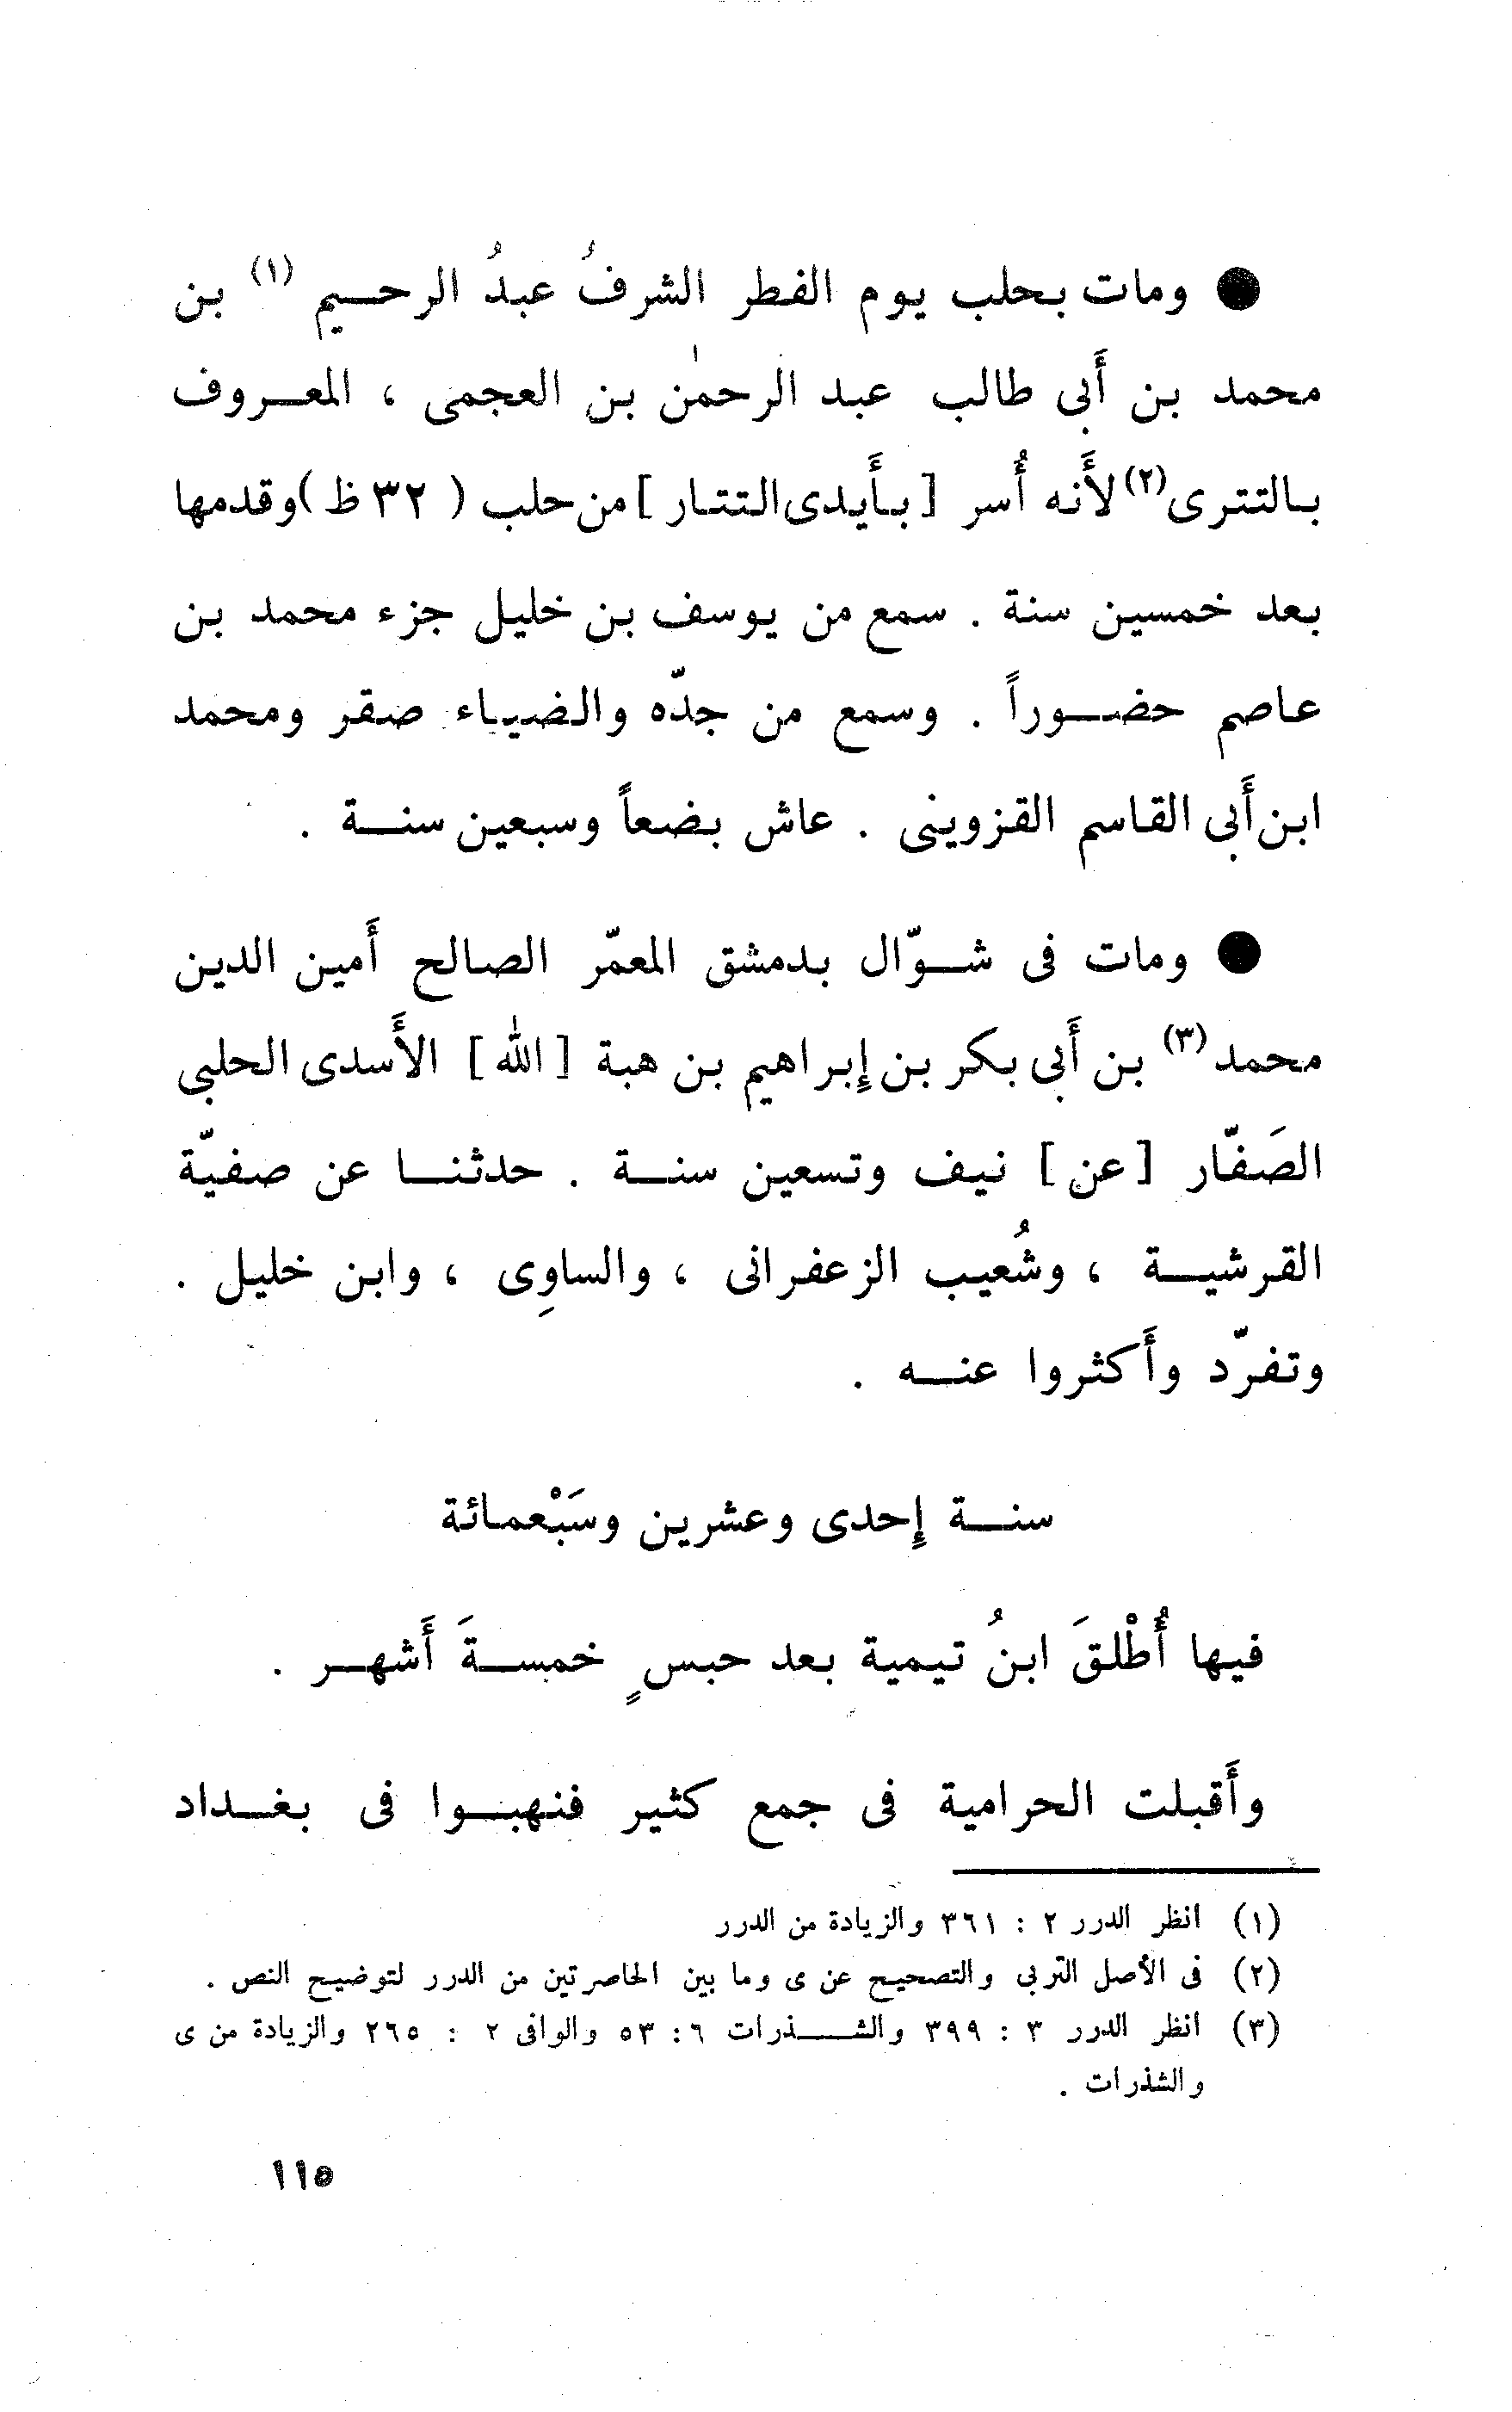 ● ومات بحلب يوم الفطر الشرفُ عبدُ الرحيم (١) بن
محمد بن أَبى طالب عبد الرحمٰن بن العجمى ، المعروف
بالتترى(٢) لأَنه أُسر [ بأَيدى التتار ] من حلب ( ٣٢ ظ ) وقدمها
بعد خمسين سنة . سمع من يوسف بن خليل جزء محمد بن
عاصم حضوراً . وسمع من جدّه والضياء صقر ومحمد
ابن أَبى القاسم القزوينى . عاش بضعاً وسبعين سنة .
● ومات فى شوّال بدمشق المعمّر الصالح أَمين الدين
محمد (٣) بن أَبى بكر بن إِبراهيم بن هبة [ الله ] الأَسدى الحلبى
الصَفّار [ عن ] نيف وتسعين سنة . حدثنا عن صفيّة
القرشية ، وشُعيب الزعفرانى ، والساوِى ، وابن خليل .
وتفرّد وأَكثروا عنه .
سنة إِحدى وعشرين وسَبْعمائة
فيها أُطْلقَ ابنُ تيمية بعد حبسٍ خمسةَ أَشهر .
وأَقبلت الحرامية فى جمع كثير فنهبوا فى بغداد
(١) انظر الدرر ٢ : ٣٦١ والزيادة من الدرر
(٢) فى الأصل التربى والتصحيح عن ى وما بين الحاصرتين من الدرر لتوضيح النص .
(٣) انظر الدرر ٣ : ٣٩٩ والشذرات ٦ : ٥٣ والوافى ٢ : ٢٦٥ والزيادة من ى
والشذرات .
١١٥